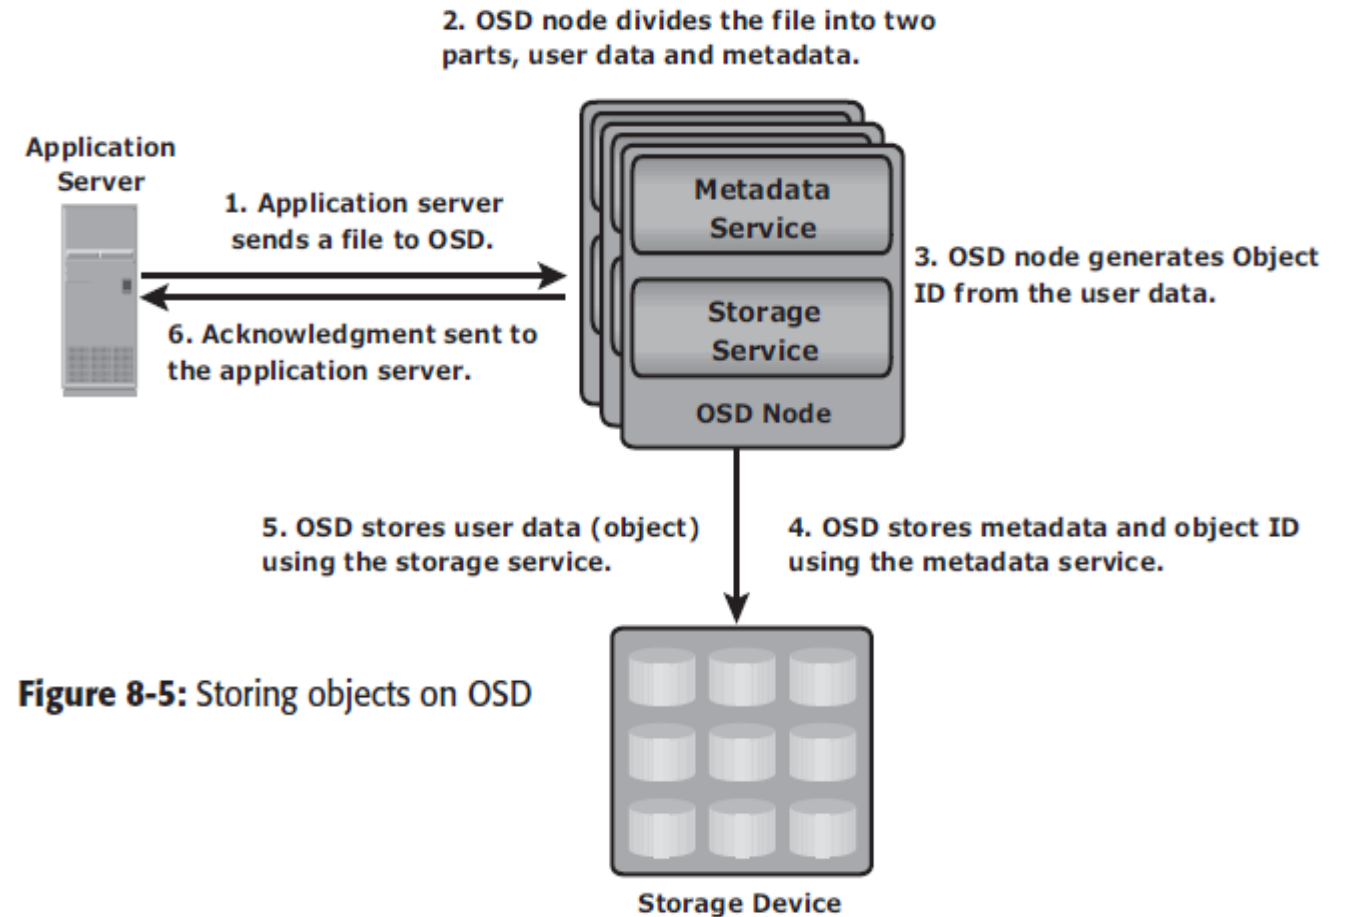 2. OSD node divides the file into two
parts, user data and metadata.
Application
Server
1. Application server
sends a file to OSD.
6. Acknowledgment sent to
the application server.
Metadata
Service
Storage
Service
OSD Node
3. OSD node generates Object
ID from the user data.
5. OSD stores user data (object)
using the storage service.
4. OSD stores metadata and object ID
using the metadata service.
Figure 8-5: Storing objects on OSD
Storage Device